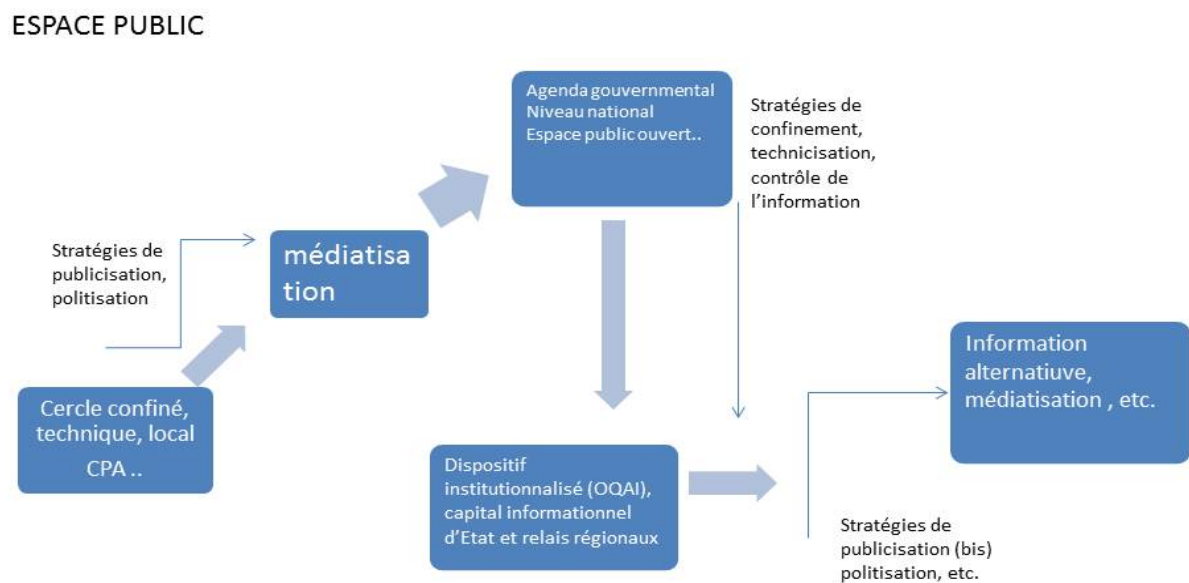 ESPACE PUBLIC
Agenda gouvernmental
Niveau national
Espace public ouvert..
Stratégies de
confinement,
technicisation,
contrôle de
l'information
Stratégies de
publicisation,
politisation
médiatisa
tion
Cercle confiné,
technique, local
CPA ..
Dispositif
institutionnalisé (OQAI),
capital informationnel
d'Etat et relais régionaux
Information
alternatiuve,
médiatisation , etc.
Stratégies de
publicisation (bis)
politisation, etc.